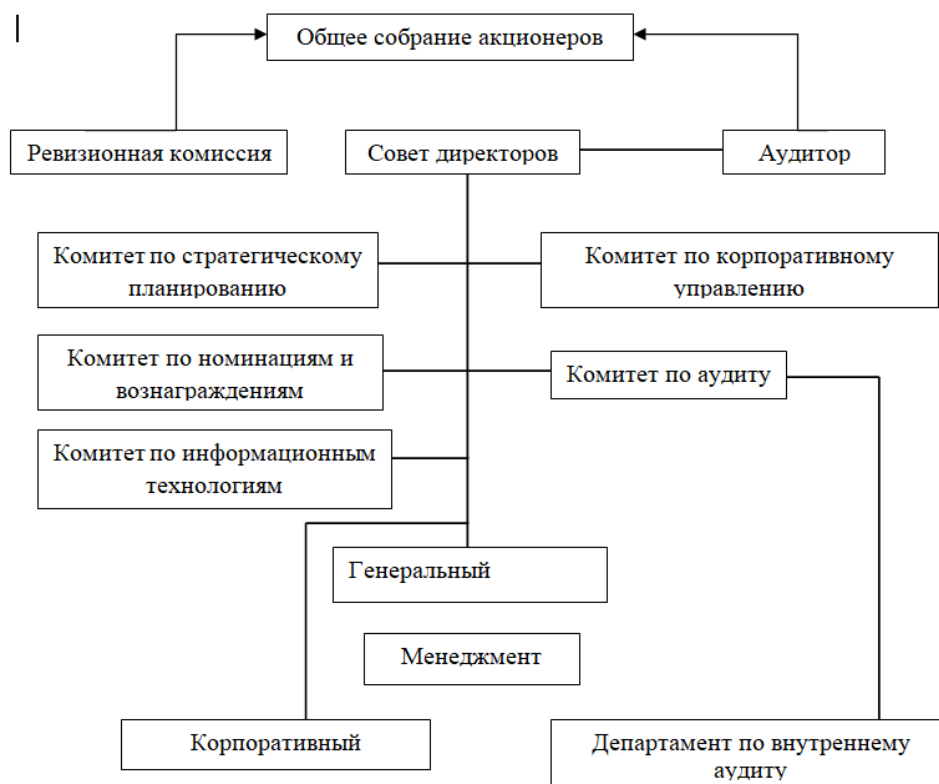 Общее собрание акционеров
Ревизионная комиссия
Совет директоров
Аудитор
Комитет по стратегическому
планированию
Комитет по корпоративному
управлению
Комитет по номинациям и
вознаграждениям
Комитет по аудиту
Комитет по информационным
технологиям
Генеральный
Менеджмент
Корпоративный
Департамент по внутреннему
аудиту